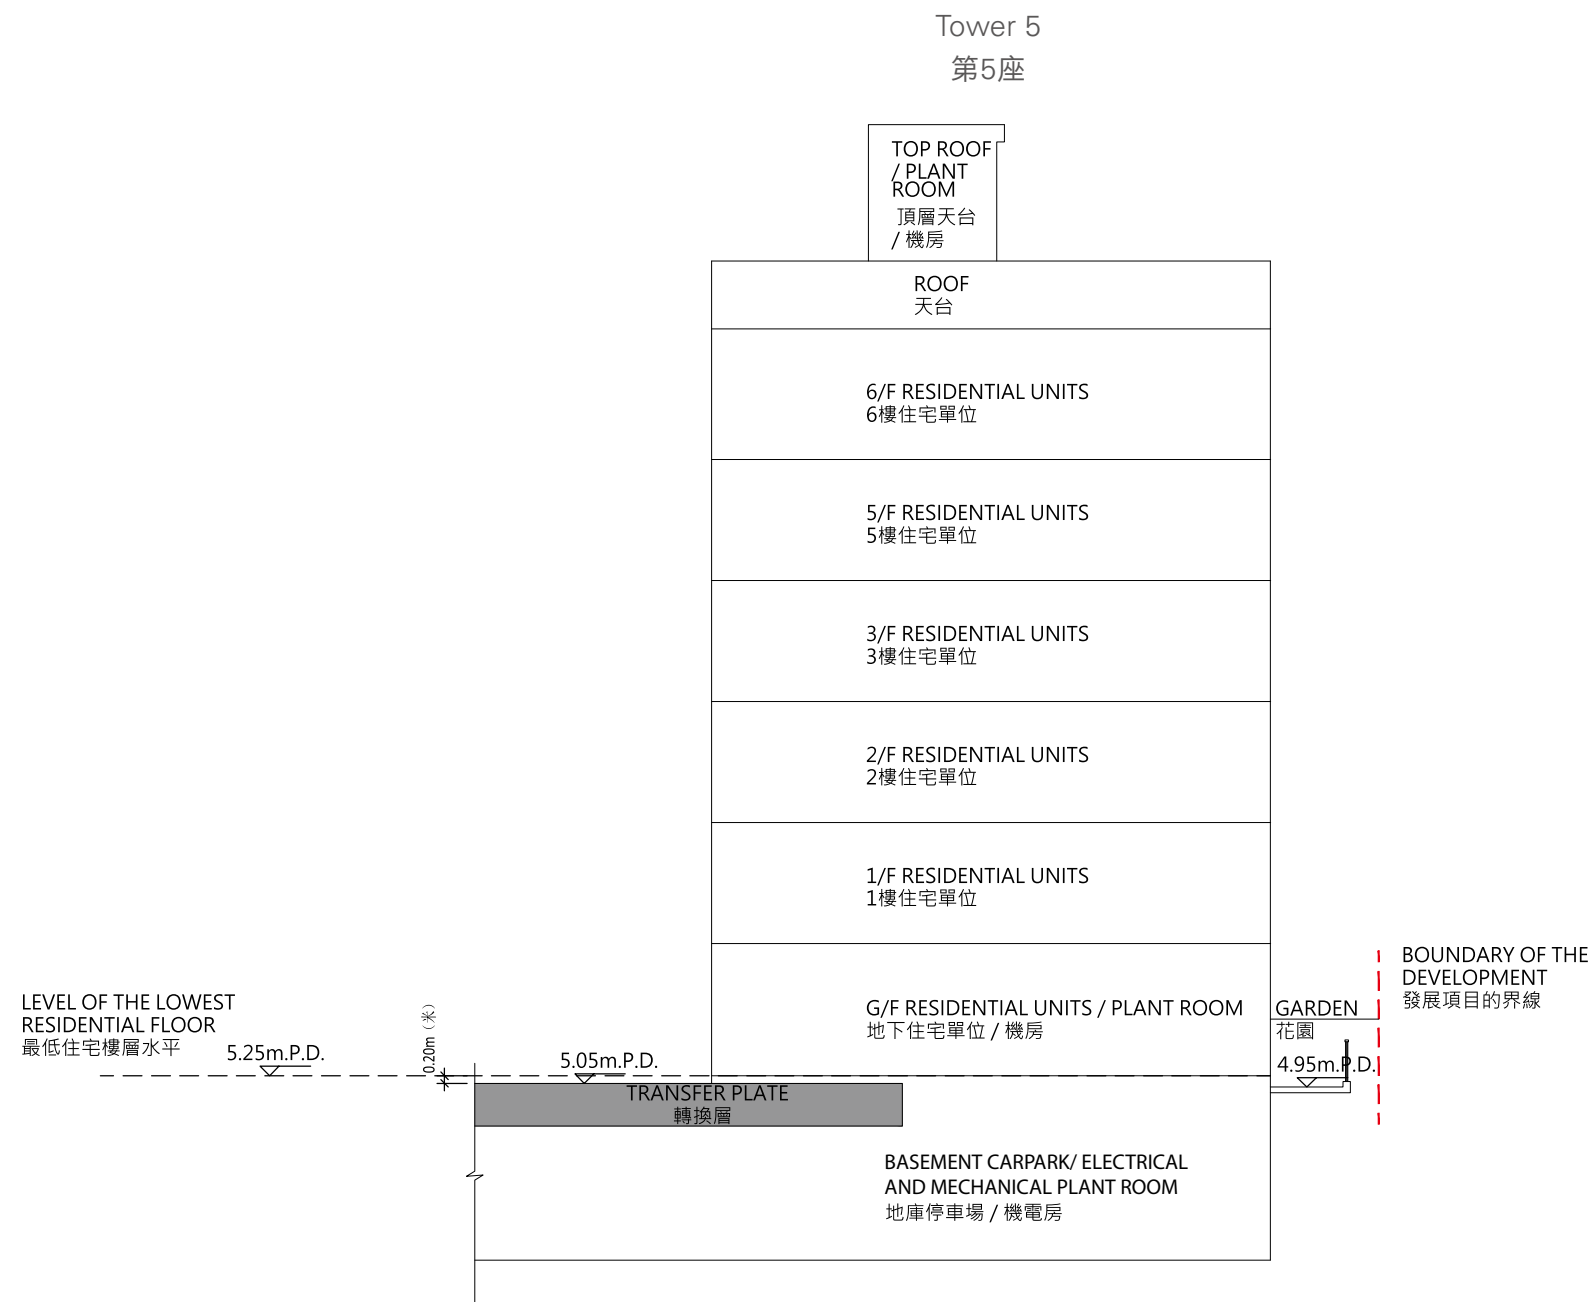 Tower 5
第5座
TOP ROOF
/ PLANT
ROOM
頂層天台
/ 機房
ROOF
天台
6/F RESIDENTIAL UNITS
6樓住宅單位
5/F RESIDENTIAL UNITS
5樓住宅單位
3/F RESIDENTIAL UNITS
3樓住宅單位
2/F RESIDENTIAL UNITS
2樓住宅單位
1/F RESIDENTIAL UNITS
1樓住宅單位
G/F RESIDENTIAL UNITS / PLANT ROOM
地下住宅單位 / 機房
GARDEN
花園
BOUNDARY OF THE
DEVELOPMENT
發展項目的界線
LEVEL OF THE LOWEST
RESIDENTIAL FLOOR
最低住宅樓層水平
5.25m.P.D.
0.20m（米）
5.05m.P.D.
4.95m.P.D.
TRANSFER PLATE
轉換層
BASEMENT CARPARK/ ELECTRICAL
AND MECHANICAL PLANT ROOM
地庫停車場 / 機電房